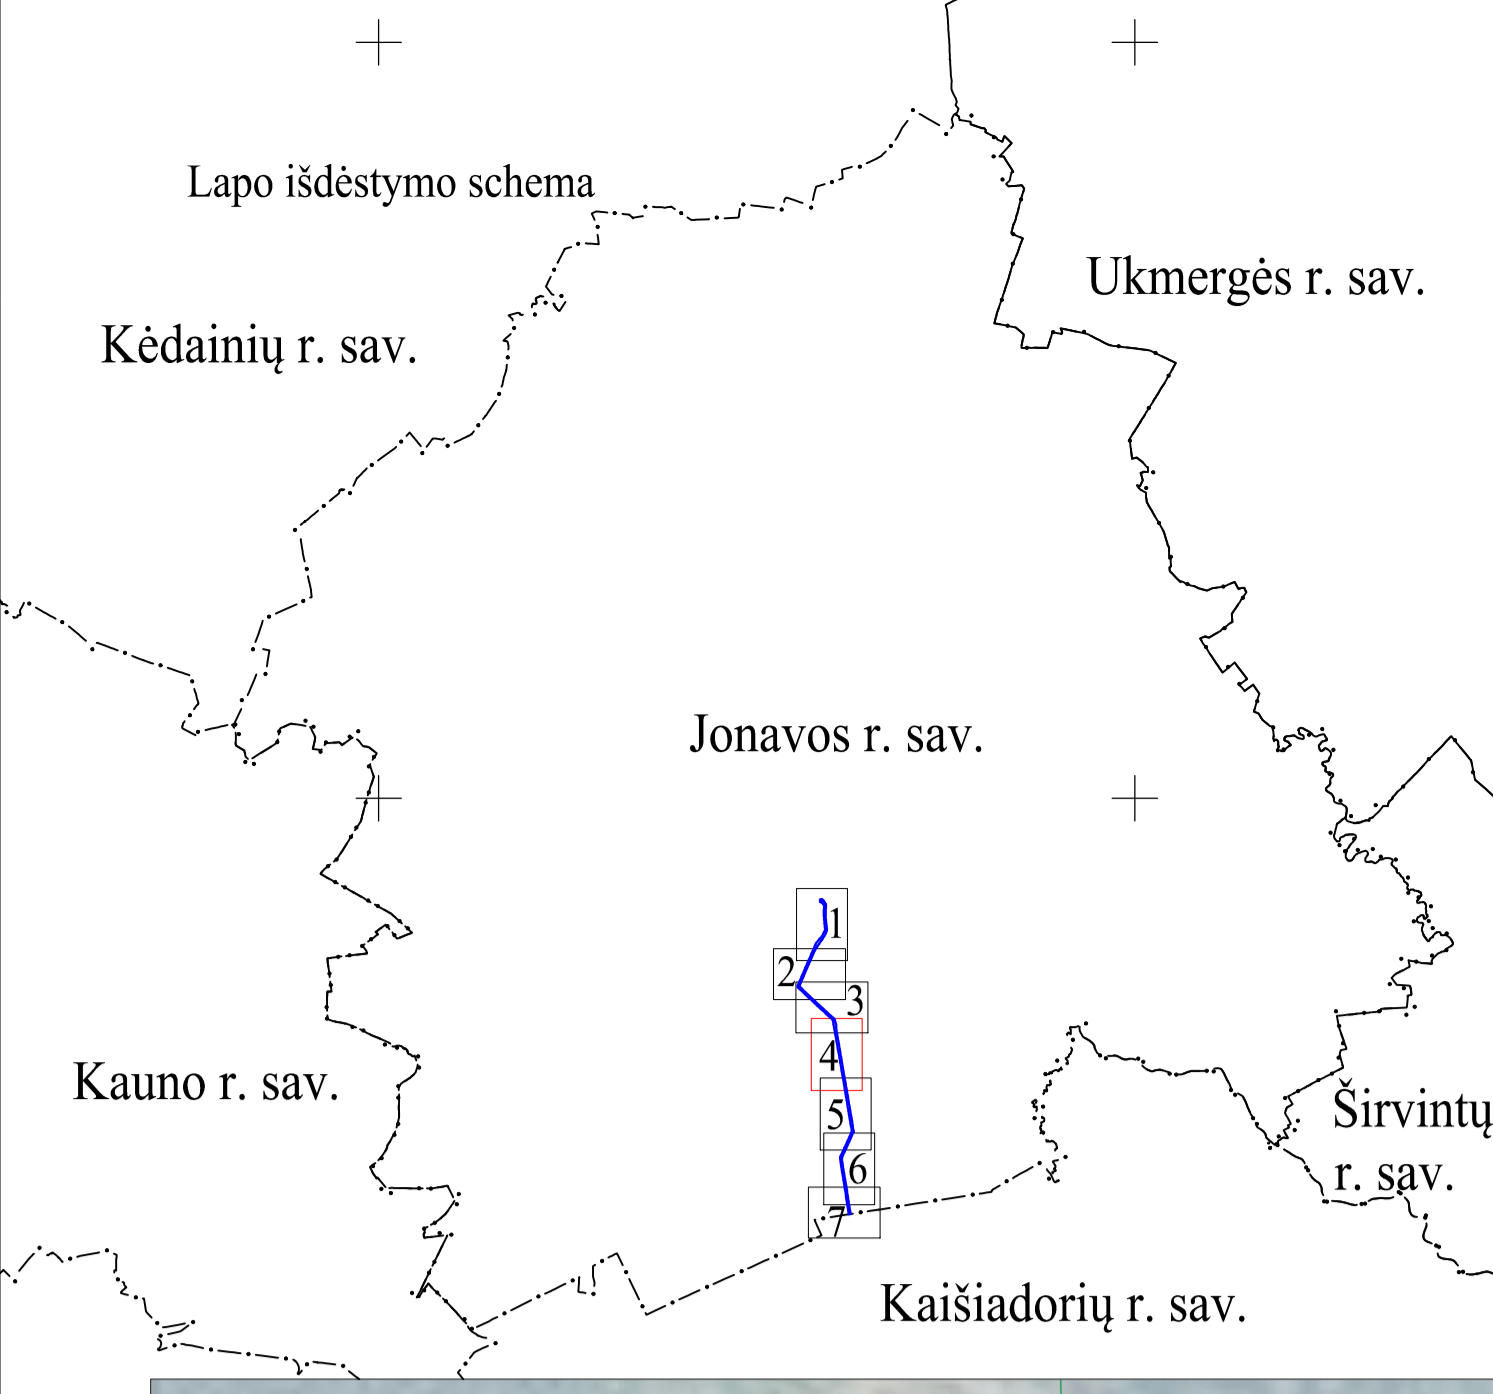 Lapo išdėstymo schema
Ukmergės r. sav.
Kėdainių r. sav.
Jonavos r. sav.
1
2
3
4
Kauno r. sav.
5
Širvintų
r. sav.
6
7
Kaišiadorių r. sav.